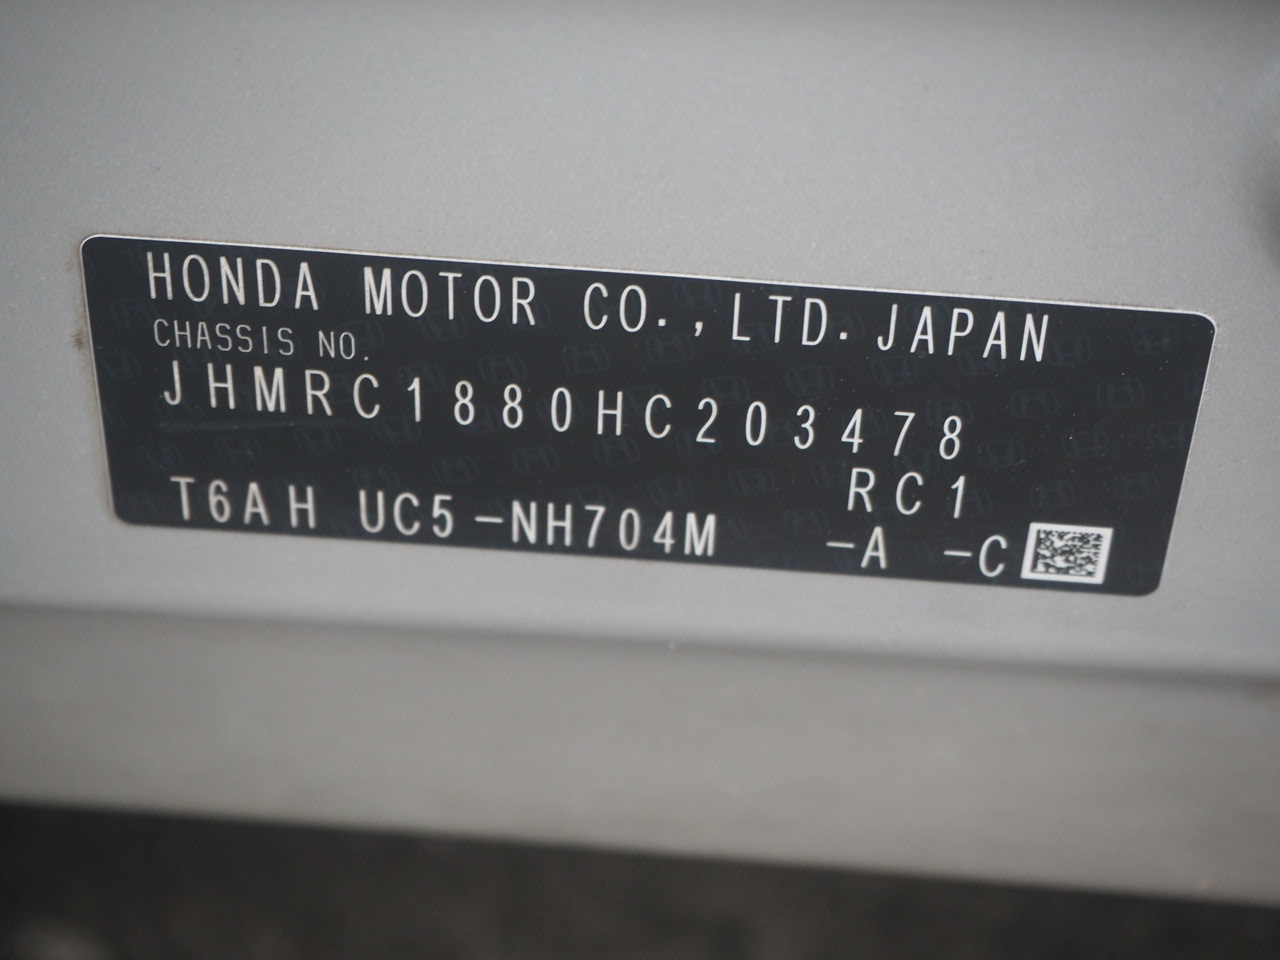 HONDA MOTOR CO., LTD. JAPAN
CHASSIS NO.
JHMRC1880HC203478
RC1
T6AH UC5-NH704M -A -C